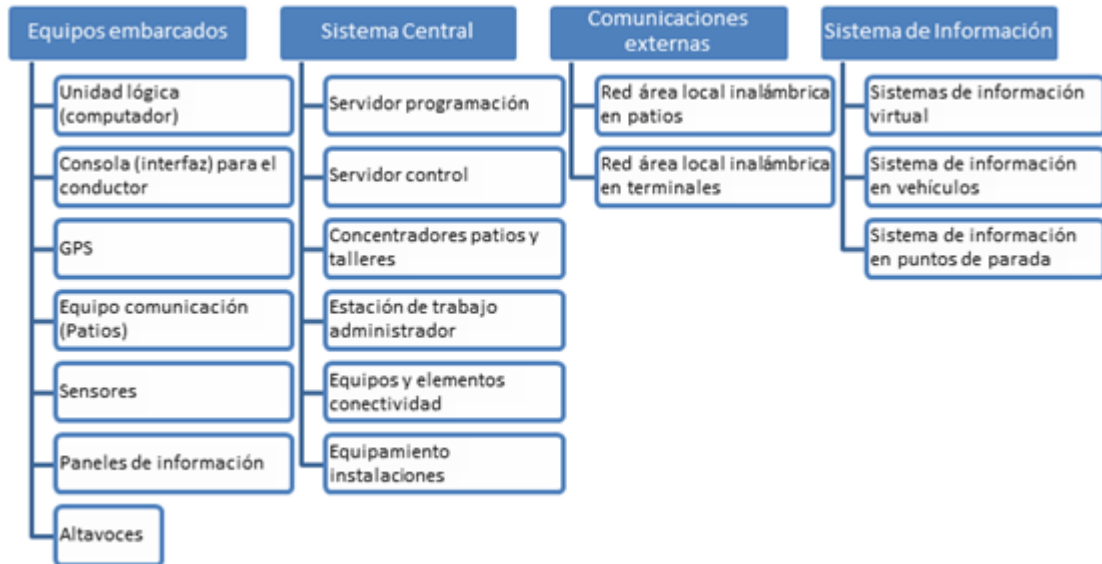 Equipos embarcados
Unidad lógica
(computador)
Consola (interfaz) para el
conductor
GPS
Equipo comunicación
(Patios)
Sensores
Paneles de información
Altavoces
Sistema Central
Servidor programación
Servidor control
Concentradores patios y
talleres
Estación de trabajo
administrador
Equipos y elementos
conectividad
Equipamiento
instalaciones
Comunicaciones
externas
Red área local inalámbrica
en patios
Red área local inalámbrica
en terminales
Sistema de Información
Sistemas de información
virtual
Sistema de información
en vehículos
Sistema de información
en puntos de parada